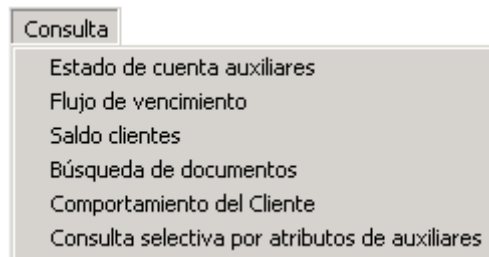 Consulta
Estado de cuenta auxiliares
Flujo de vencimiento
Saldo clientes
Búsqueda de documentos
Comportamiento del Cliente
Consulta selectiva por atributos de auxiliares